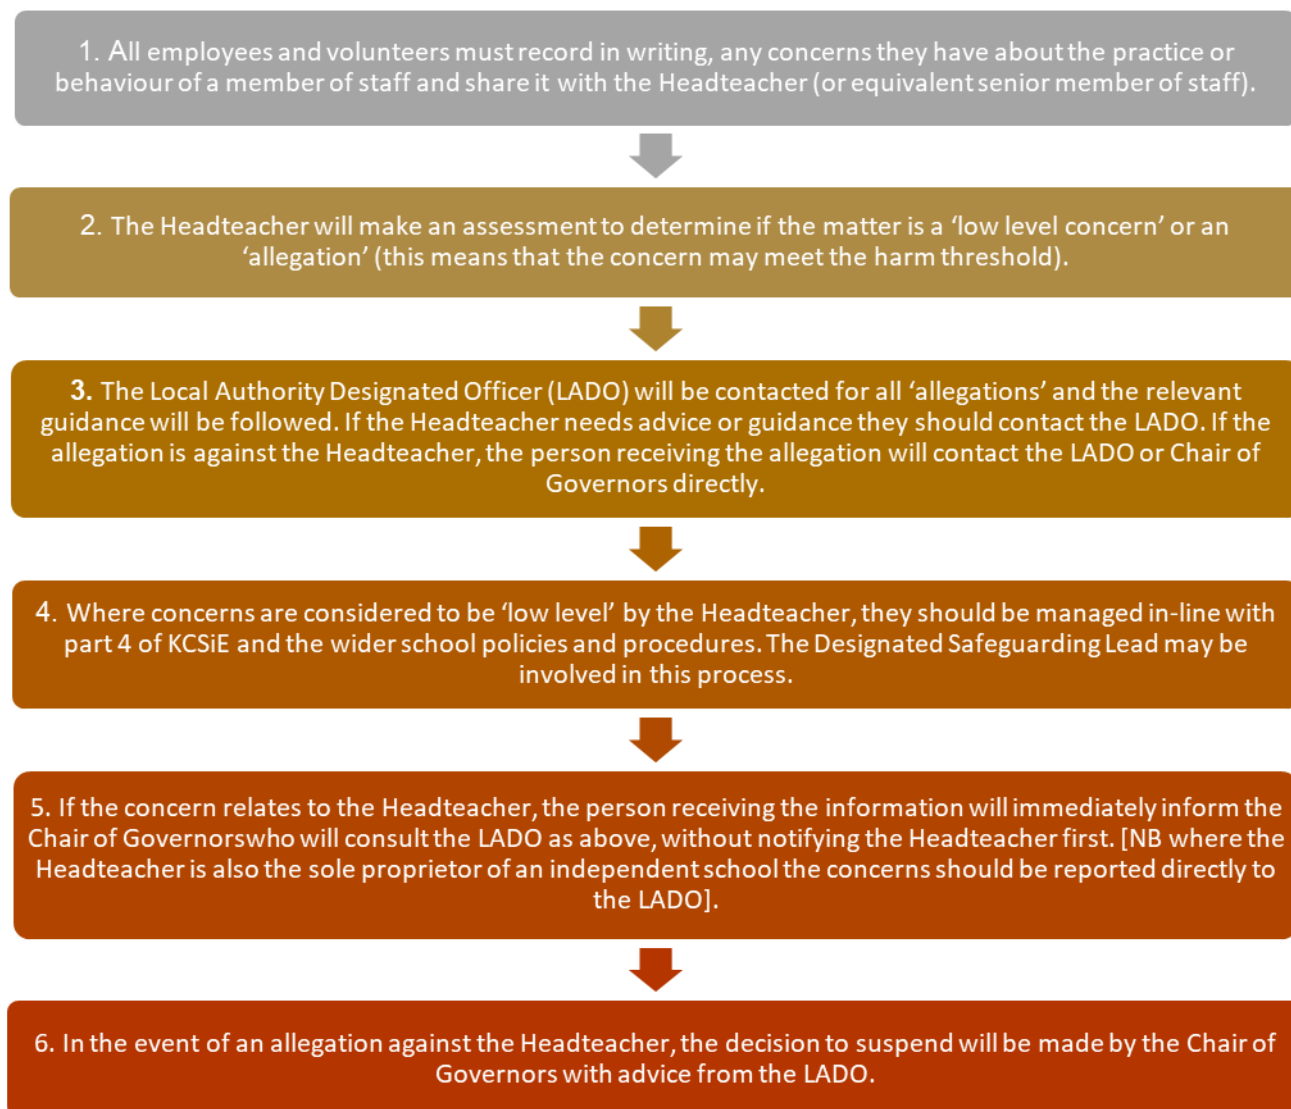 1. All employees and volunteers must record in writing, any concerns they have about the practice or
behaviour of a member of staff and share it with the Headteacher (or equivalent senior member of staff).
2. The Headteacher will make an assessment to determine if the matter is a ‘low level concern’ or an
‘allegation’ (this means that the concern may meet the harm threshold).
3. The Local Authority Designated Officer (LADO) will be contacted for all ‘allegations’ and the relevant
guidance will be followed. If the Headteacher needs advice or guidance they should contact the LADO. If the
allegation is against the Headteacher, the person receiving the allegation will contact the LADO or Chair of
Governors directly.
4. Where concerns are considered to be ‘low level’ by the Headteacher, they should be managed in-line with
part 4 of KCSiE and the wider school policies and procedures. The Designated Safeguarding Lead may be
involved in this process.
5. If the concern relates to the Headteacher, the person receiving the information will immediately inform the
Chair of Governorswho will consult the LADO as above, without notifying the Headteacher first. [NB where the
Headteacher is also the sole proprietor of an independent school the concerns should be reported directly to
the LADO].
6. In the event of an allegation against the Headteacher, the decision to suspend will be made by the Chair of
Governors with advice from the LADO.